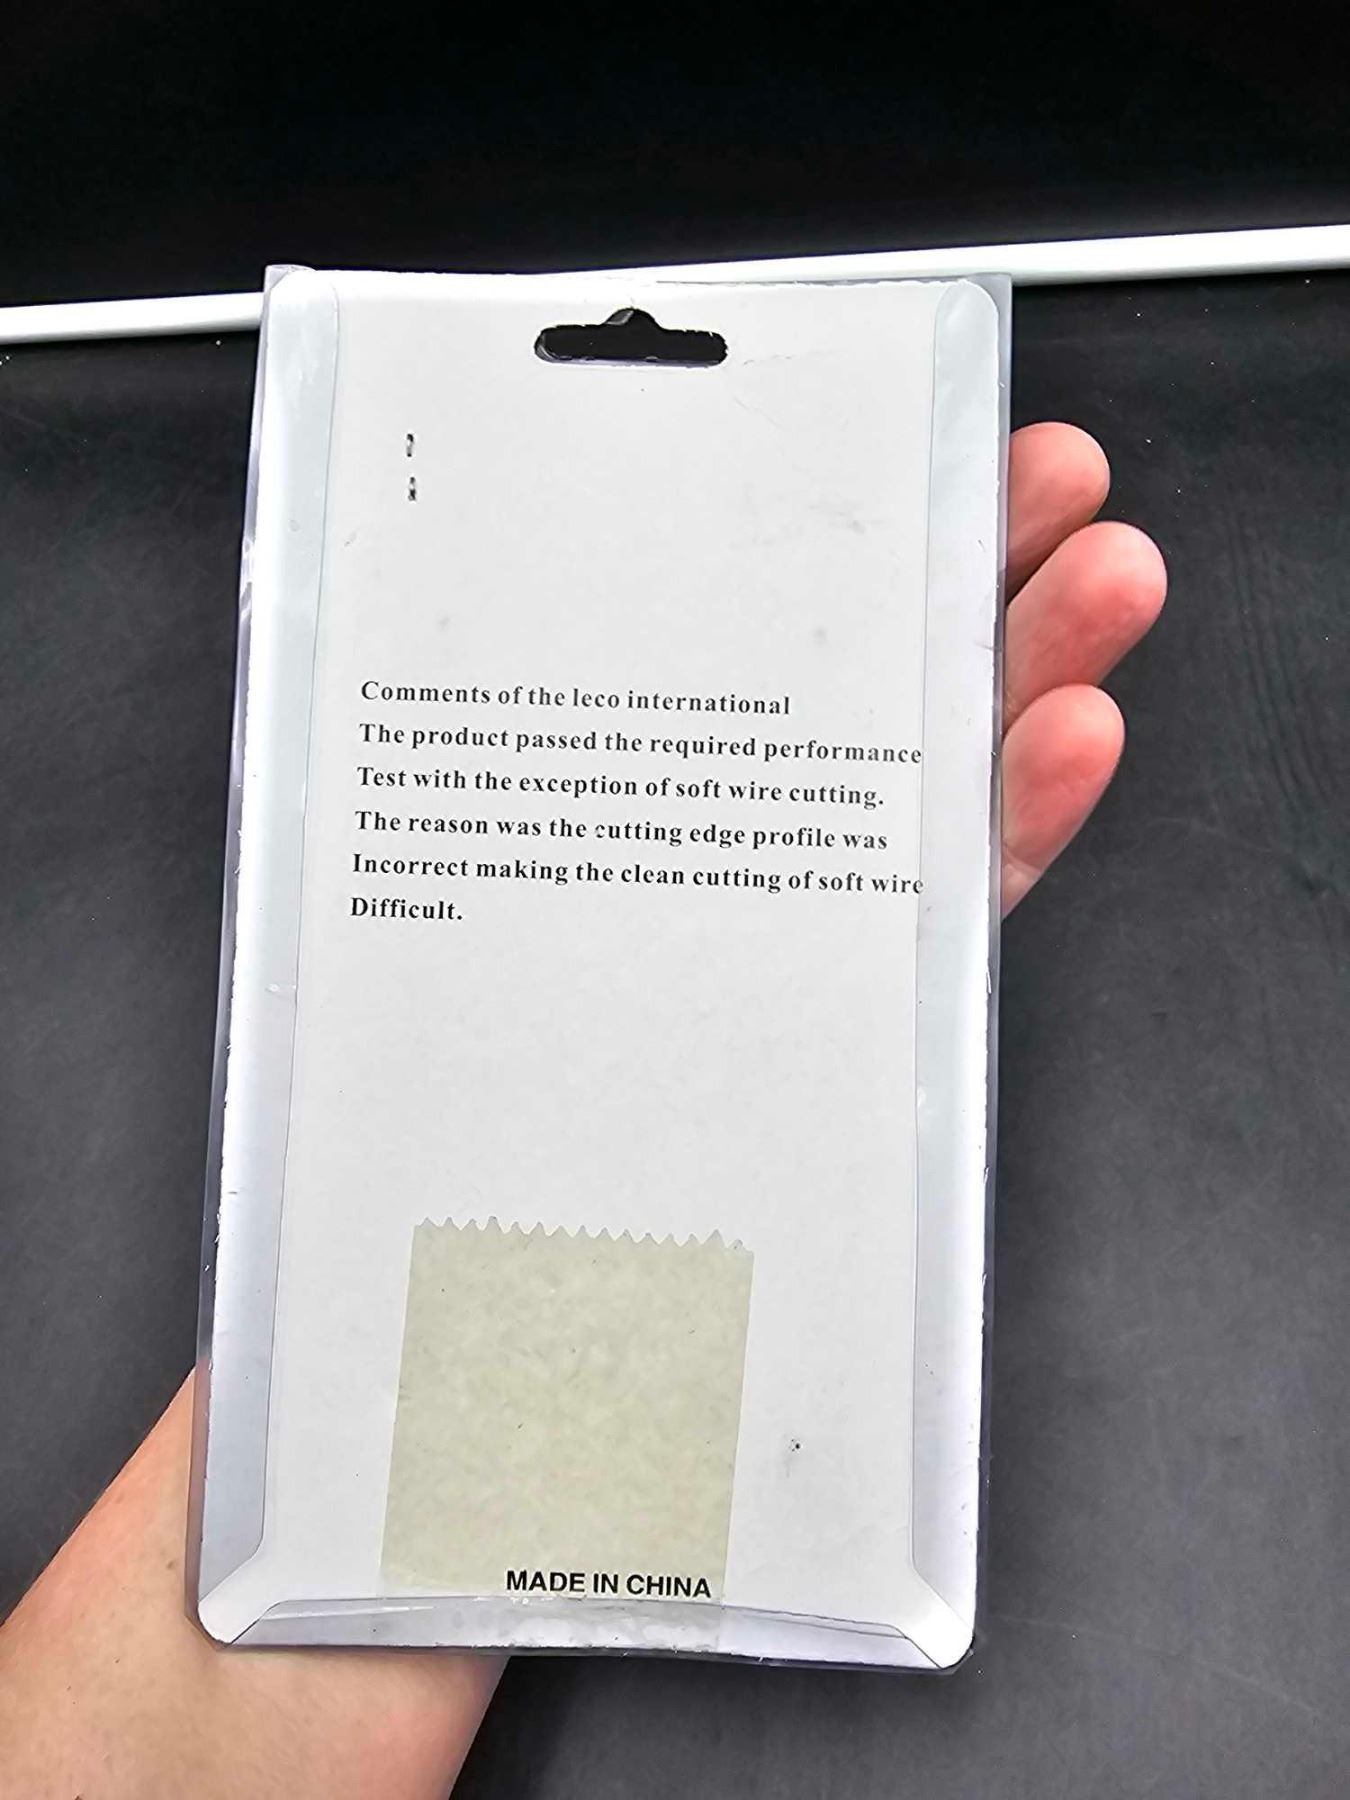 Comments of the leco international
The product passed the required performance
Test with the exception of soft wire cutting.
The reason was the cutting edge profile was
Incorrect making the clean cutting of soft wire
Difficult.
MADE IN CHINA